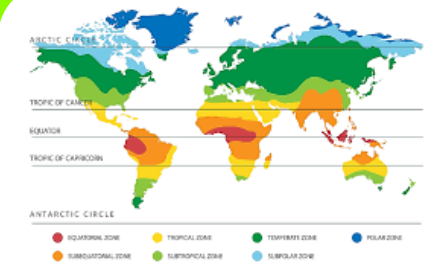 ARCTIC CIRCLE
TROPIC OF CANCER
EQUATOR
TROPIC OF CAPRICORN
ANTARCTIC CIRCLE
EQUATORIAL ZONE
TROPICAL ZONE
TEMPERATE ZONE
POLAR ZONE
SUBEQUATORIAL ZONE
SUBTROPICAL ZONE
SUBPOLAR ZONE